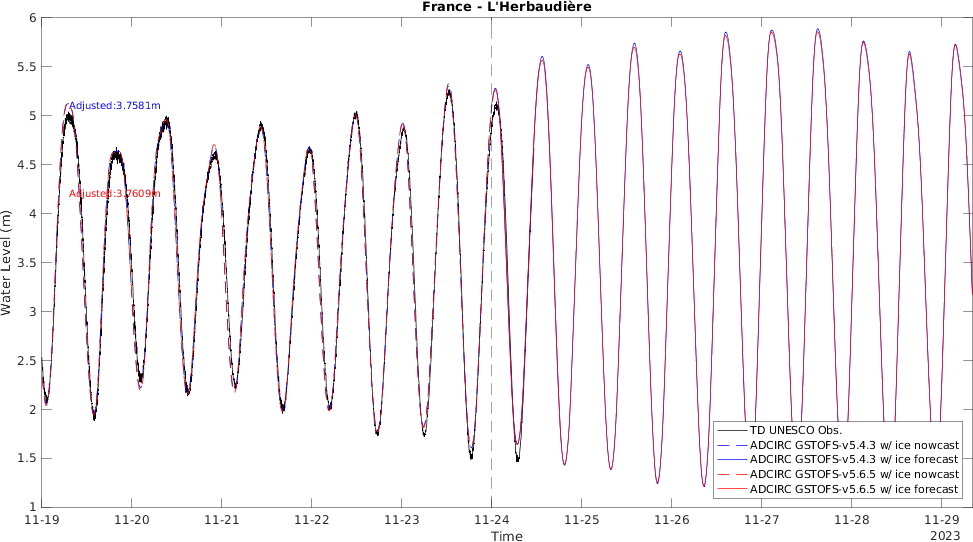 France - L'Herbaudière
6
5.5
5
4.5
4
3.5
3
2.5
2
1.5
1
Water Level (m)
Adjusted:3.7581m
Adjusted:3.7609m
TD UNESCO Obs.
ADCIRC GSTOFS-v5.4.3 w/ ice nowcast
ADCIRC GSTOFS-v5.4.3 w/ ice forecast
ADCIRC GSTOFS-v5.6.5 w/ ice nowcast
ADCIRC GSTOFS-v5.6.5 w/ ice forecast
11-19 11-20 11-21 11-22 11-23 11-24 11-25 11-26 11-27 11-28 11-29
2023
Time